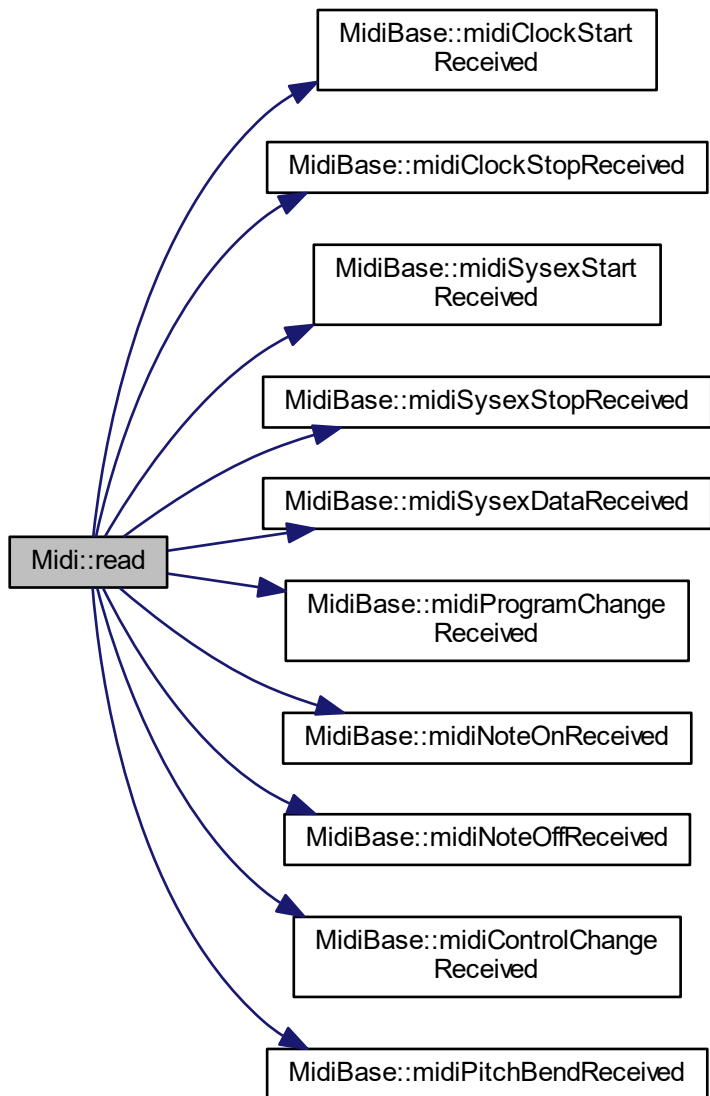 MidiBase::midiClockStart
Received
MidiBase::midiClockStopReceived
MidiBase::midiSysexStart
Received
MidiBase::midiSysexStopReceived
MidiBase::midiSysexDataReceived
Midi::read
MidiBase::midiProgramChange
Received
MidiBase::midiNoteOnReceived
MidiBase::midiNoteOffReceived
MidiBase::midiControlChange
Received
MidiBase::midiPitchBendReceived